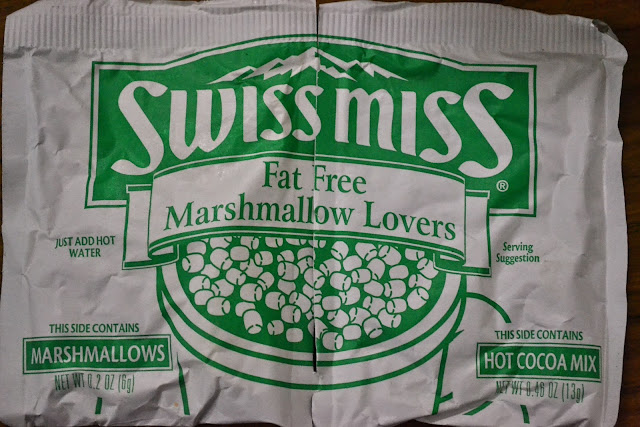 SWISS MISS®
Fat Free
Marshmallow Lovers
JUST ADD HOT
WATER
Serving
Suggestion
THIS SIDE CONTAINS
MARSHMALLOWS
NET WT 0.2 OZ (6g)
THIS SIDE CONTAINS
HOT COCOA MIX
NET WT 0.46 OZ (13g)